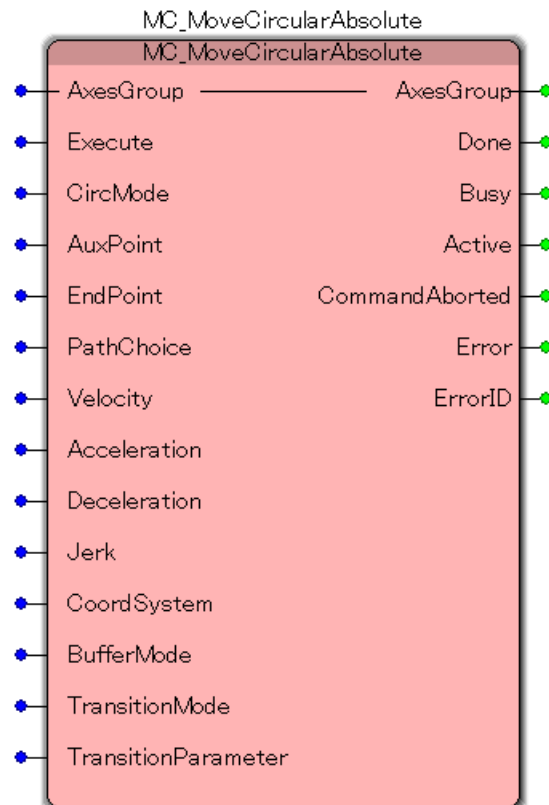 MC_MoveCircularAbsolute
MC_MoveCircularAbsolute
AxesGroup AxesGroup
Execute Done
CircMode Busy
AuxPoint Active
EndPoint CommandAborted
PathChoice Error
Velocity ErrorID
Acceleration
Deceleration
Jerk
CoordSystem
BufferMode
TransitionMode
TransitionParameter